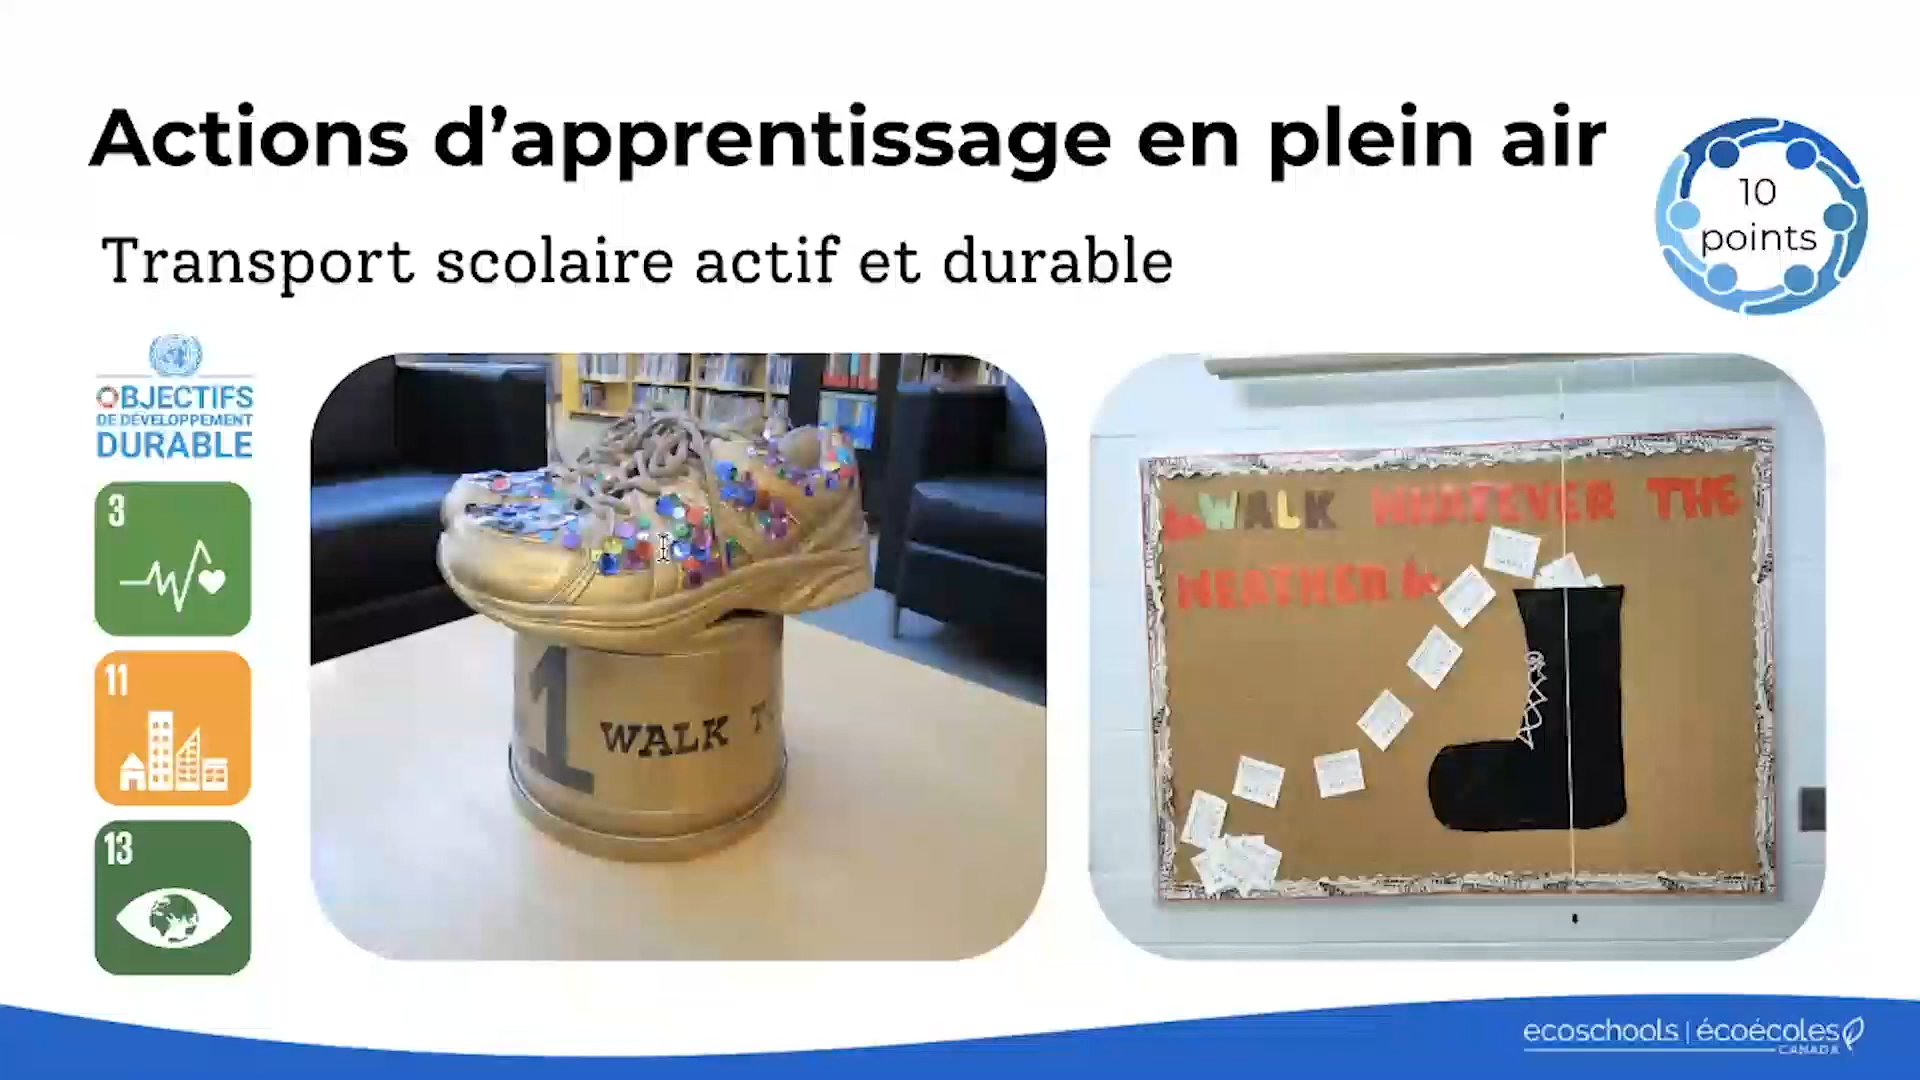 Actions d’apprentissage en plein air
10
points
Transport scolaire actif et durable
OBJECTIFS
DE DÉVELOPPEMENT
DURABLE
3
11
13
1 WALK
WALK WHATEVER THE
WEATHER
ecoschools | écoécoles
CANADA